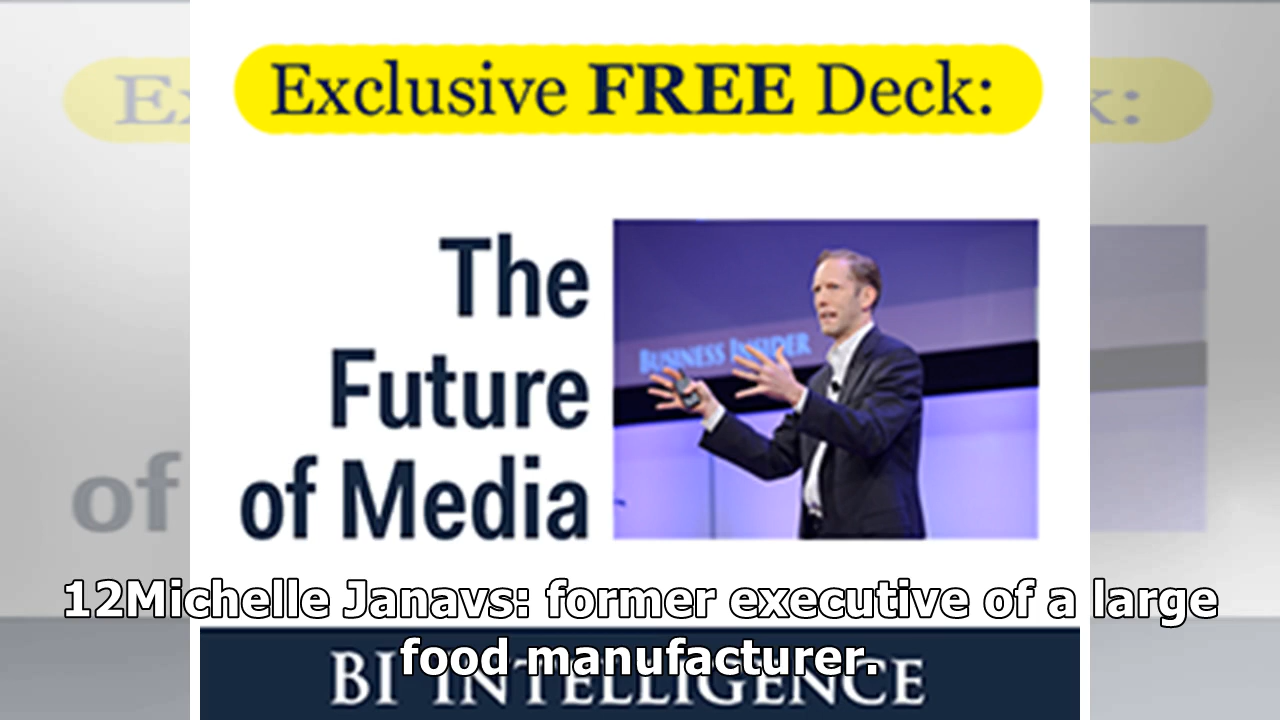 Exclusive FREE Deck:
The
Future
of Media
BUSINESS INSIDER
12Michelle Janavs: former executive of a large
food manufacturer.
BI INTELLIGENCE